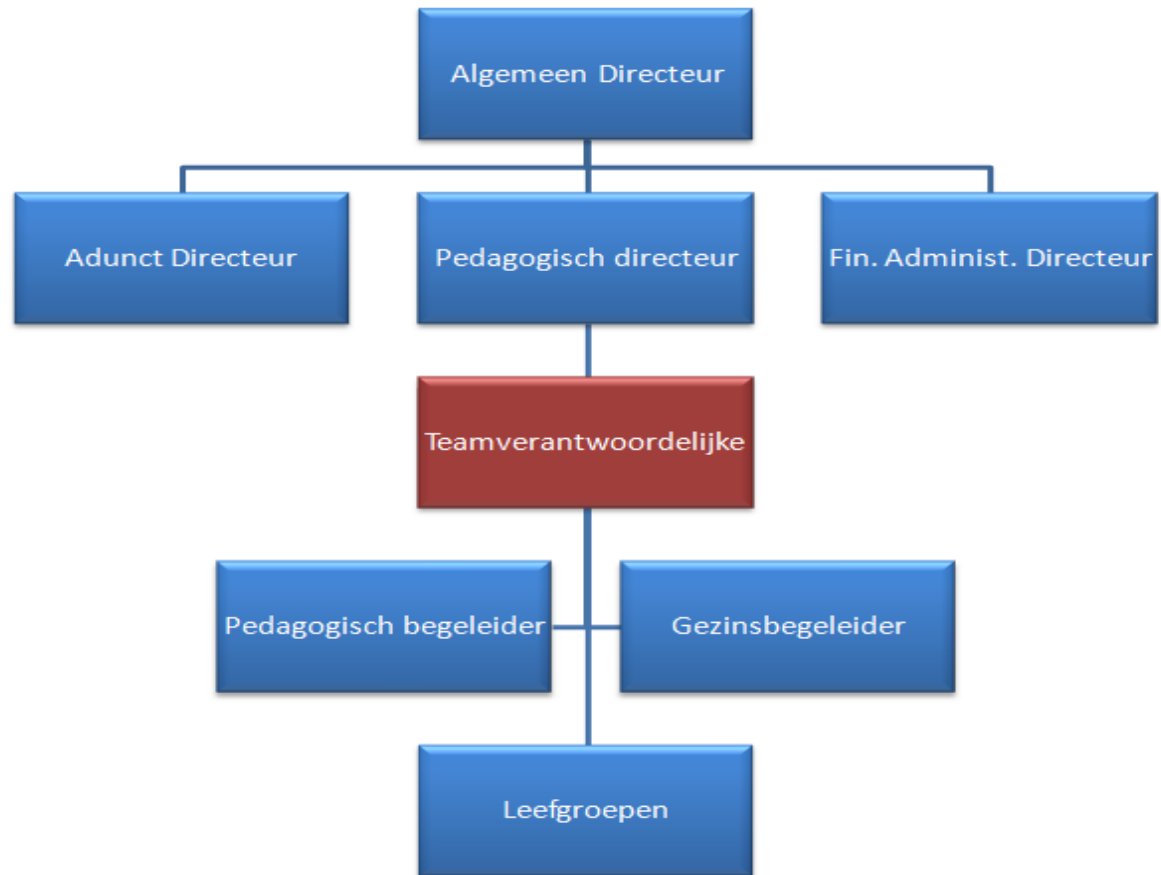 Algemeen Directeur
Adunct Directeur
Pedagogisch directeur
Fin. Administ. Directeur
Teamverantwoordelijke
Pedagogisch begeleider
Gezinsbegeleider
Leefgroepen